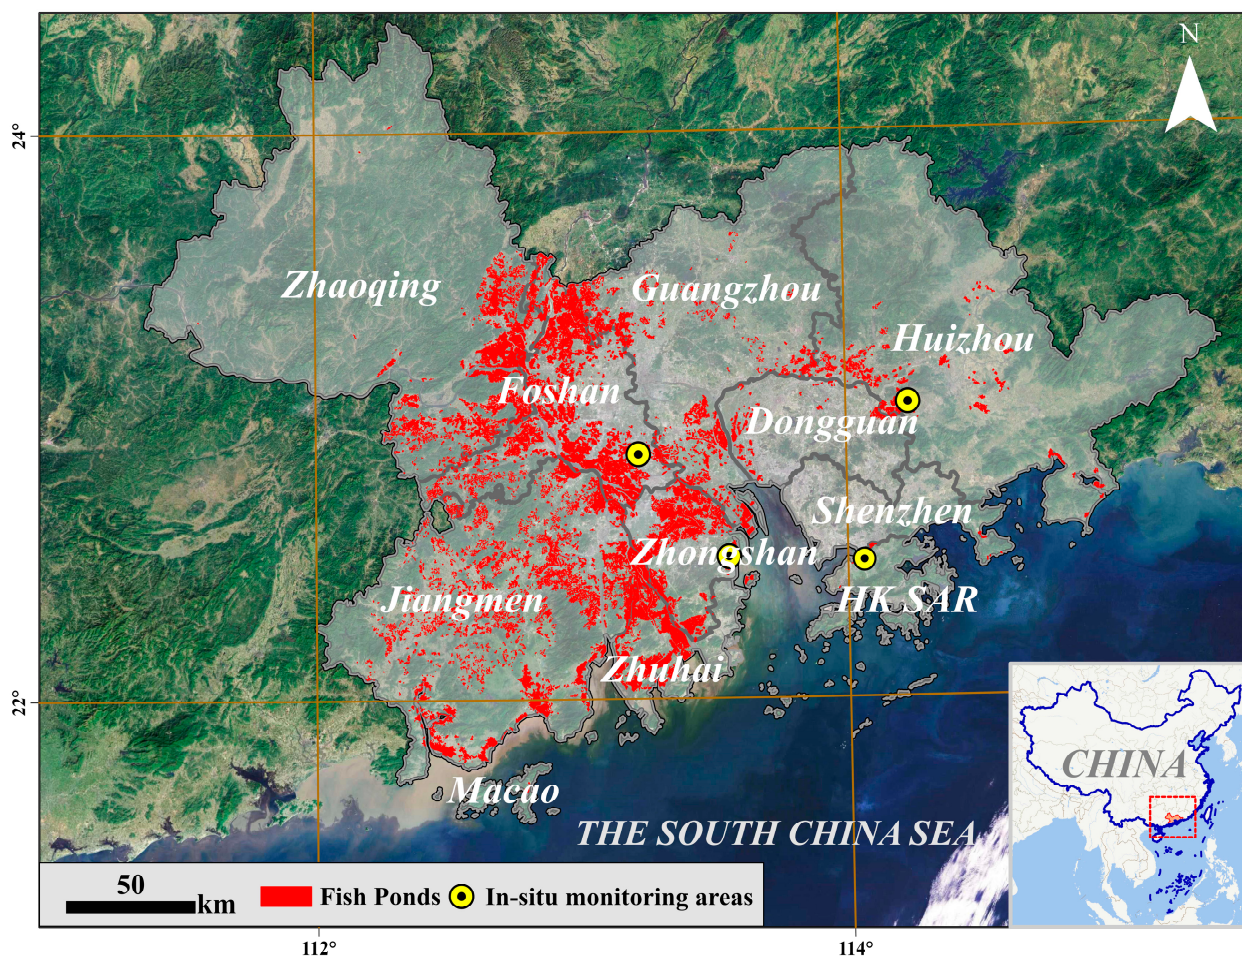 N
24°
Zhaoqing
Guangzhou
Huizhou
Foshan
Dongguan
Shenzhen
Zhongshan
Jiangmen
HK SAR
Zhuhai
22°
CHINA
Macao
THE SOUTH CHINA SEA
50
km
Fish Ponds
In-situ monitoring areas
112°
114°